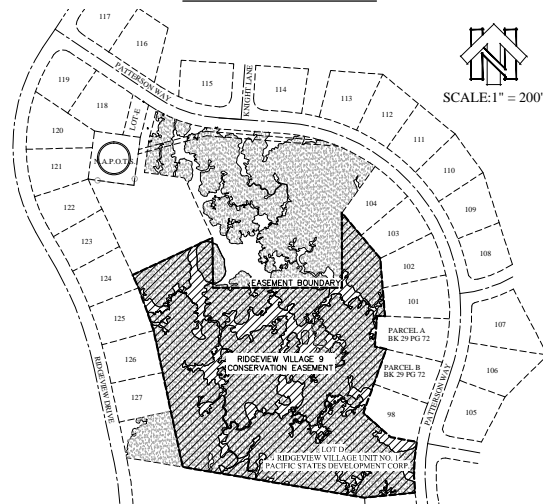 117
116
PATTERSON WAY
119
118
LOT E
115
KNIGHT LANE
114
113
112
111
110
109
108
SCALE:1" = 200'
120
121
N.A.P.O.T.S.
122
123
124
125
126
127
RIDGEVIEW DRIVE
104
103
102
101
PARCEL A
BK 29 PG 72
PARCEL B
BK 29 PG 72
98
107
106
105
PATTERSON WAY
EASEMENT BOUNDARY
RIDGEVIEW VILLAGE 9
CONSERVATION EASEMENT
LOT D
RIDGEVIEW VILLAGE UNIT NO. 1
PACIFIC STATES DEVELOPMENT CORP